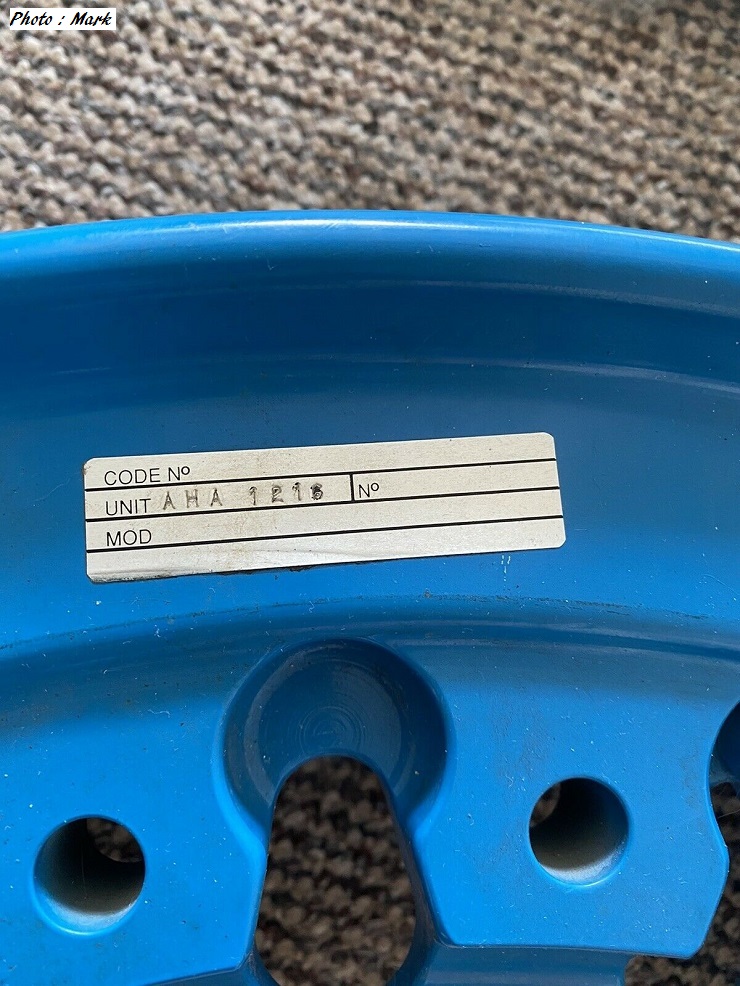 Photo : Mark
CODE Nº
UNIT AHA 1216 Nº
MOD